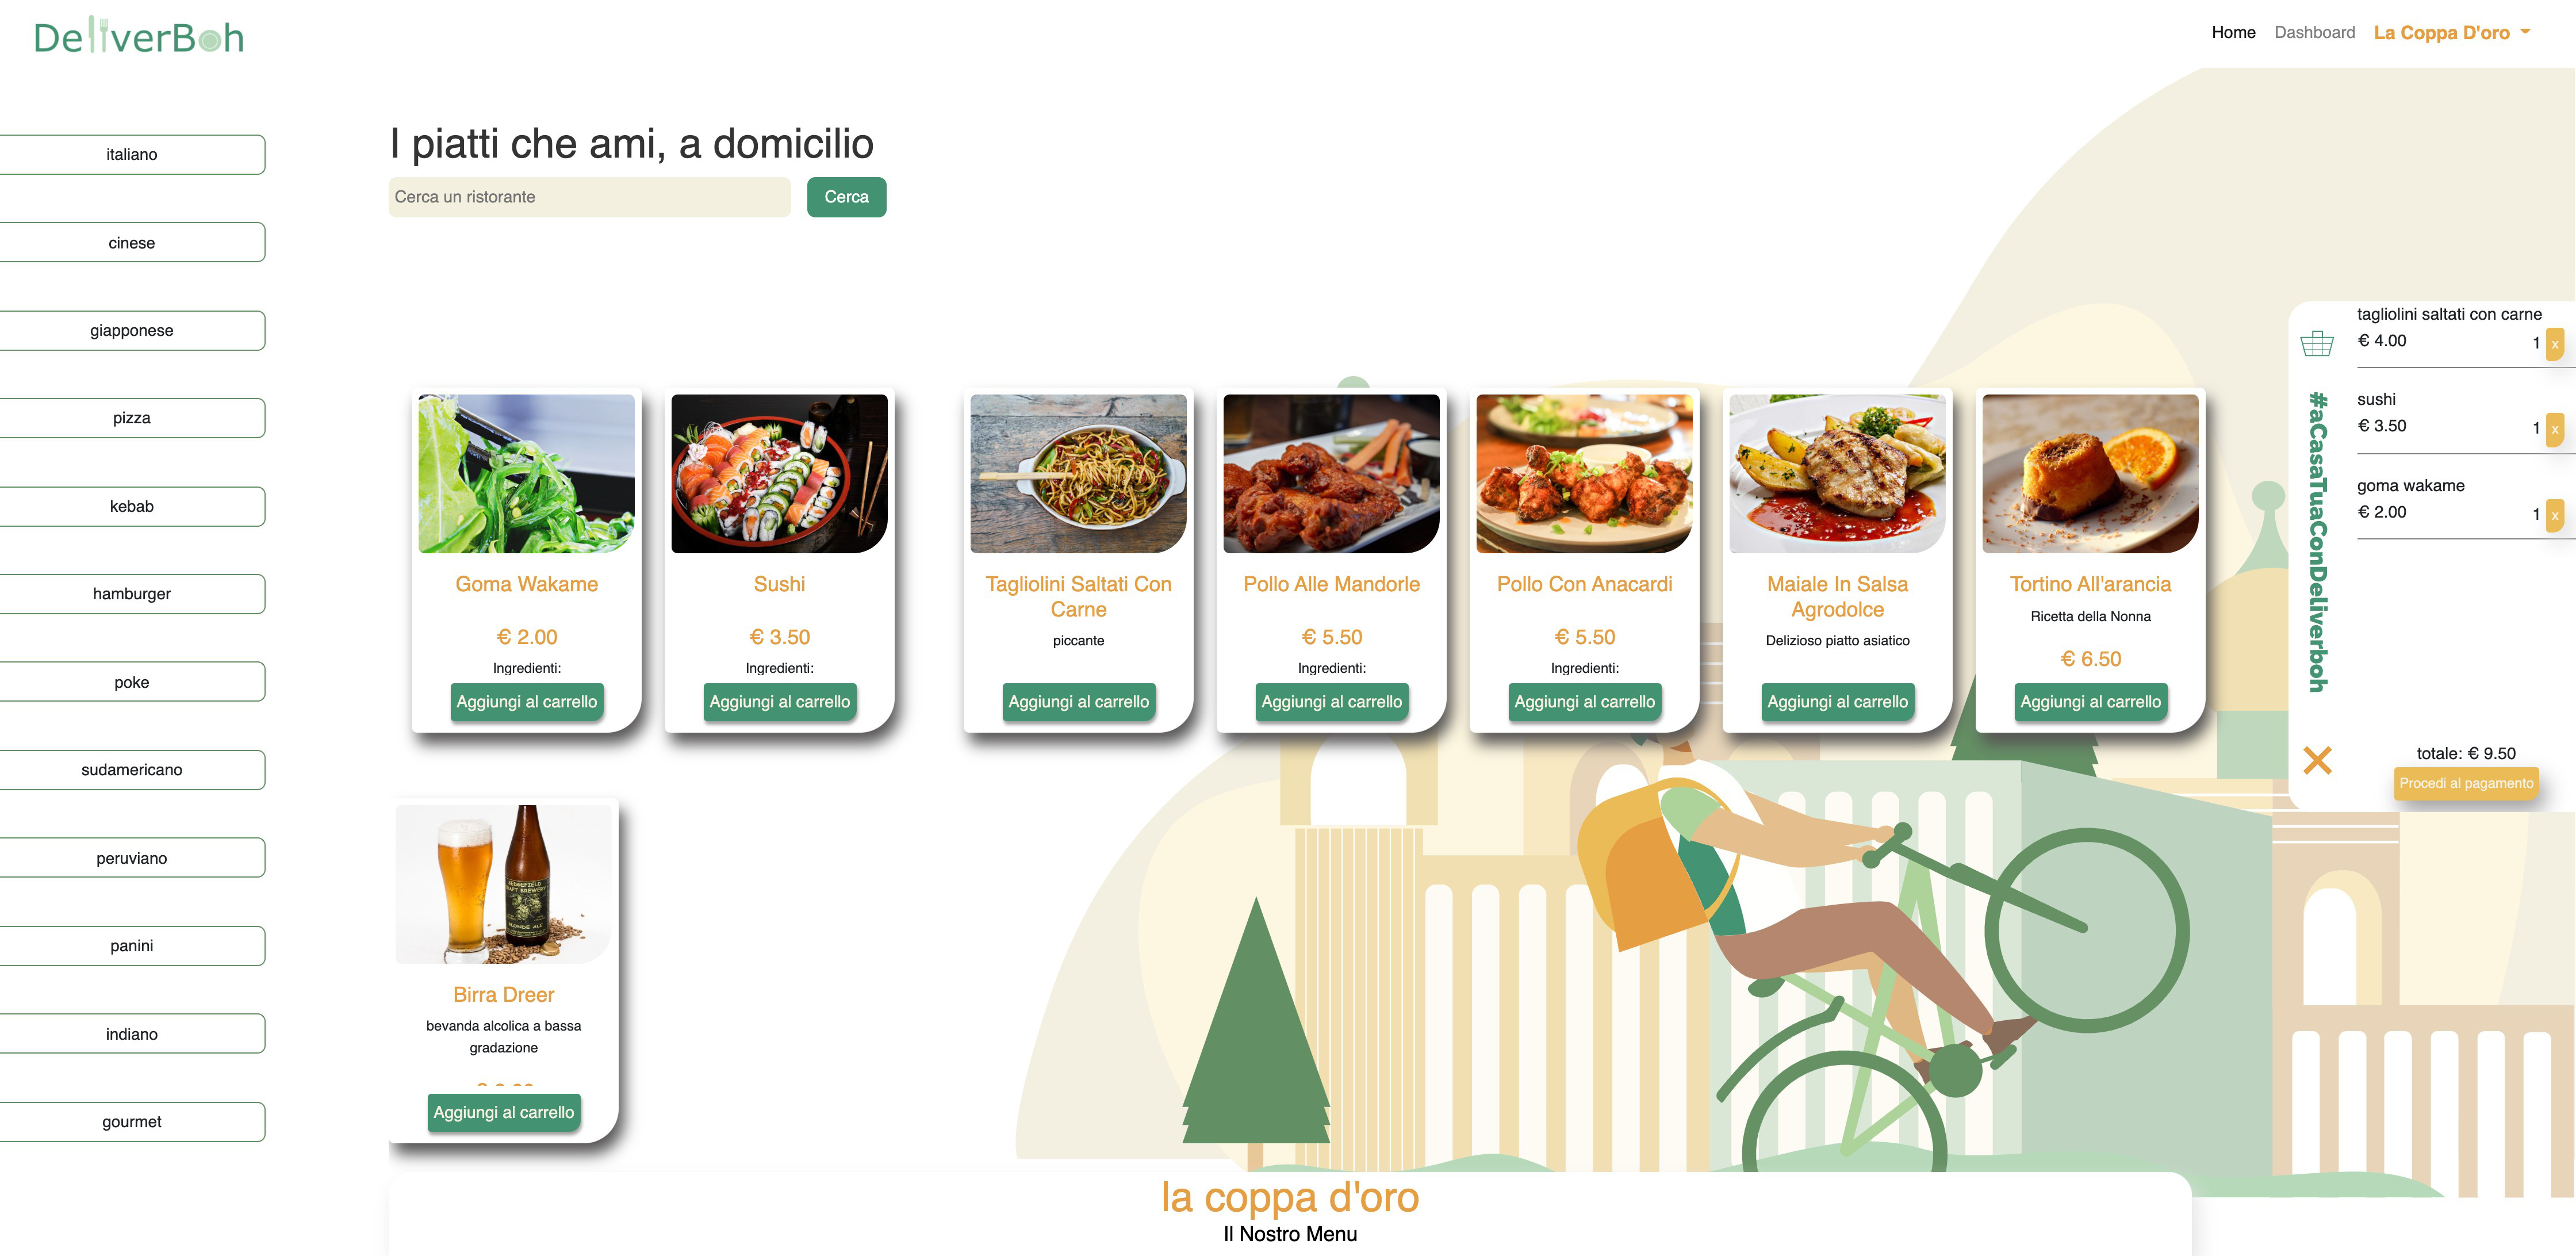 DeliverBoh
Home
Dashboard
La Coppa D'oro
italiano
cinese
giapponese
pizza
kebab
hamburger
poke
sudamericano
peruviano
panini
indiano
gourmet
I piatti che ami, a domicilio
Cerca un ristorante
Cerca
Goma Wakame
€ 2.00
Ingredienti:
Aggiungi al carrello
Sushi
€ 3.50
Ingredienti:
Aggiungi al carrello
Tagliolini Saltati Con
Carne
piccante
Aggiungi al carrello
Pollo Alle Mandorle
€ 5.50
Ingredienti:
Aggiungi al carrello
Pollo Con Anacardi
€ 5.50
Ingredienti:
Aggiungi al carrello
Maiale In Salsa
Agrodolce
Delizioso piatto asiatico
Aggiungi al carrello
Tortino All'arancia
Ricetta della Nonna
€ 6.50
Aggiungi al carrello
Birra Dreer
bevanda alcolica a bassa
gradazione
Aggiungi al carrello
#aCasaTuaConDeliverboh
tagliolini saltati con carne
€ 4.00
1 x
sushi
€ 3.50
1 x
goma wakame
€ 2.00
1 x
totale: € 9.50
Procedi al pagamento
la coppa d'oro
Il Nostro Menu